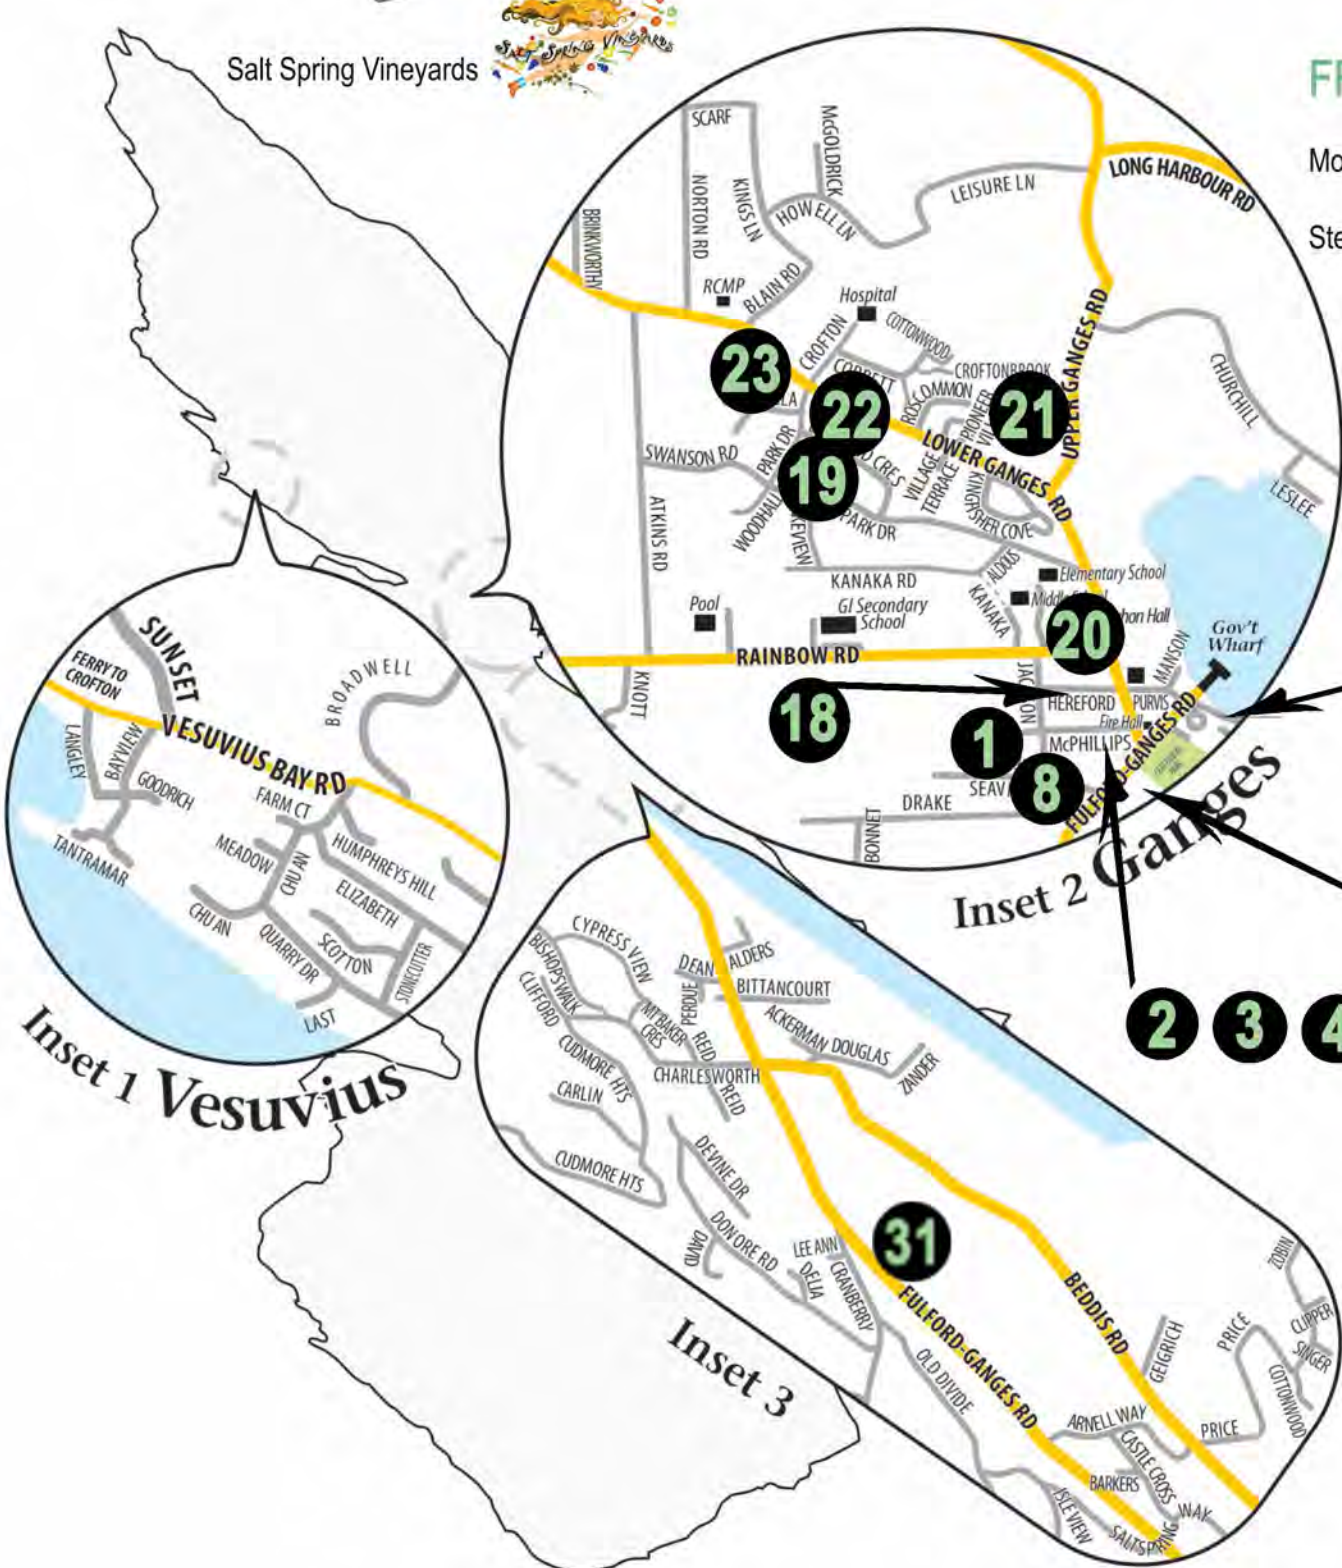 Salt Spring Vineyards
SALT SPRING VINEYARDS
SCARF
McGOLDRICK
NORTON RD
KINGS LN
HOWELL LN
LEISURE LN
LONG HARBOUR RD
BRINKWORTHY
RCMP
BLAIN RD
Hospital
CROFTON
COTTONWOOD
CROFTONBROOK
UPPER GANGES RD
CHURCHILL
23
22
21
ROSCOMMON
PIONEER
LOWER GANGES RD
SWANSON RD
PARK DR
19
CRES
VILLAGE
TERRACE
LESLEE
ATKINS RD
WOODHALL
PARK DR
COVE
KANAKA RD
ALDOUS
Elementary School
KANAKA
Pool
GI Secondary
School
20
Gov't
Wharf
MANSON
RAINBOW RD
KNOTT
18
HEREFORD
PURVIS
Fire Hall
1
McPHILLIPS
8
DRAKE
BONNET
FULFORD-GANGES RD
Inset 2 Ganges
2
3
4
SUNSET
FERRY TO
CROFTON
BROADWELL
VESUVIUS BAY RD
LANGLEY
BAYVIEW
GOODRICH
FARM CT
TANTRAMAR
MEADOW
CHU AN
HUMPHREYS HILL
ELIZABETH
CHU AN
QUARRY DR
SCOTTON
STONECUTTER
LAST
Inset 1 Vesuvius
CYPRESS VIEW
BISHOPSWALK
CLIFFORD
DEAN
ALDERS
BITTANCOURT
PERDUE
MT BAKER
CRES
REID
ACKERMAN
DOUGLAS
ZANDER
CUDMORE HTS
CHARLESWORTH
REID
CARLIN
CUDMORE HTS
DEVINE DR
DONORE RD
DAVID
LEE ANN
DELIA
CRANBERRY
31
FULFORD-GANGES RD
BEDDIS RD
ZOBIN
CLIPPER
SINGER
PRICE
GEIGRICH
COTTONWOOD
OLD DIVIDE
ARNELL WAY
PRICE
CASTLE CROSS
BARKERS
WAY
ISLEVIEW
SALTSPRING
Inset 3